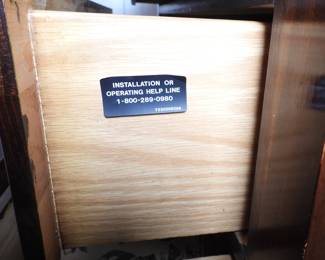 INSTALLATION OR
OPERATING HELP LINE
1-800-289-0980